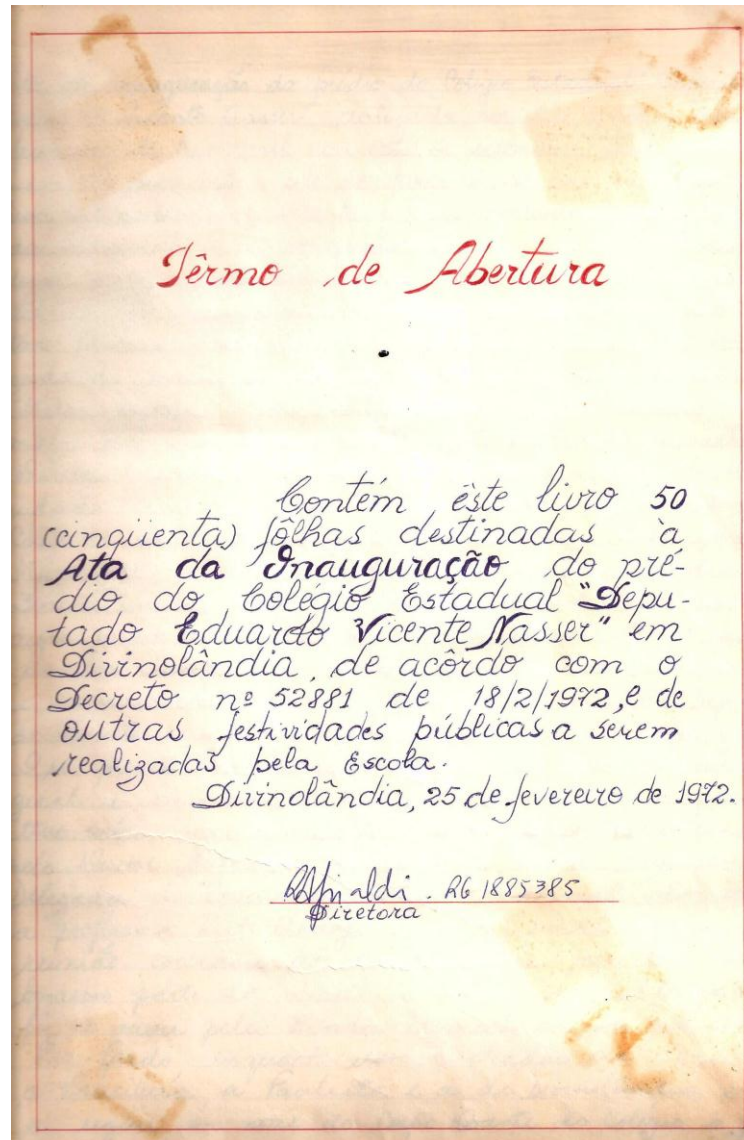 Têrmo de Abertura
Contém êste livro 50
(cinqüenta) fôlhas destinadas à
Ata da Inauguração do pré-
dio do Colégio Estadual "Depu-
tado Eduardo Vicente Nasser" em
Divinolândia, de acôrdo com o
Decreto nº 52881 de 18/2/1972, e de
outras festividades públicas a serem
realizadas pela Escola.
Divinolândia, 25 de fevereiro de 1972.
RG 1885385
Diretora